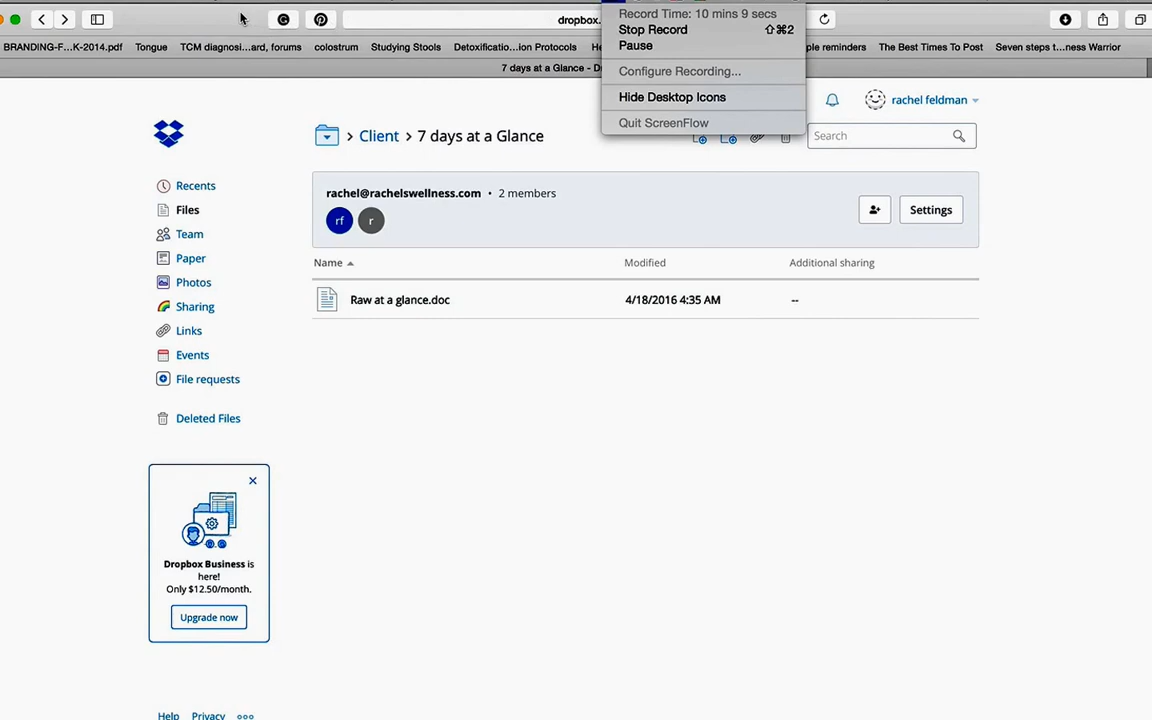 dropbox.
Record Time: 10 mins 9 secs
Stop Record ⇧⌘2
Pause
Configure Recording...
Hide Desktop Icons
Quit ScreenFlow
BRANDING-F...K-2014.pdf Tongue TCM diagnosi...ard, forums colostrum Studying Stools Detoxificatio...ion Protocols He ple reminders The Best Times To Post Seven steps t...ness Warrior
7 days at a Glance - D
rachel feldman
Client > 7 days at a Glance
Search
rachel@rachelswellness.com • 2 members
rf r
Settings
Recents
Files
Team
Paper
Photos
Sharing
Links
Events
File requests
Deleted Files
Name Modified Additional sharing
Raw at a glance.doc 4/18/2016 4:35 AM --
Dropbox Business is
here!
Only $12.50/month.
Upgrade now
Help Privacy